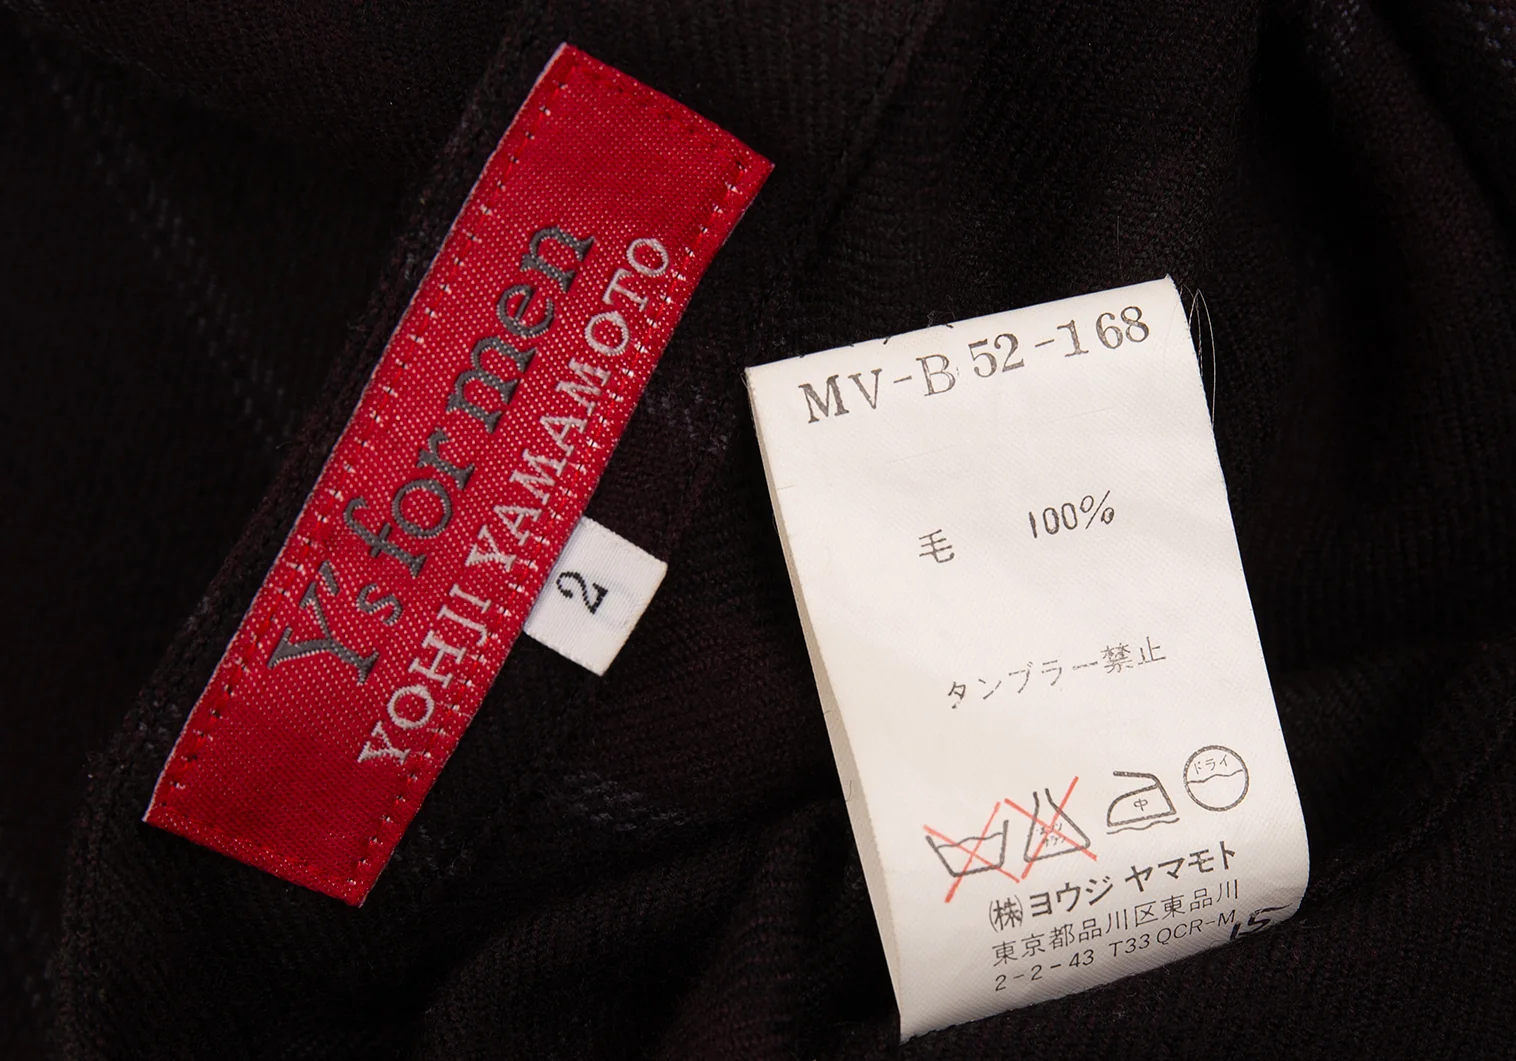 Y's for men
YOHJI YAMAMOTO
2
MV-B52-168
毛 100%
タンブラー禁止
中
ドライ
㈱ヨウジ ヤマモト
東京都品川区東品川
2-2-43 T33 QCR-M
15